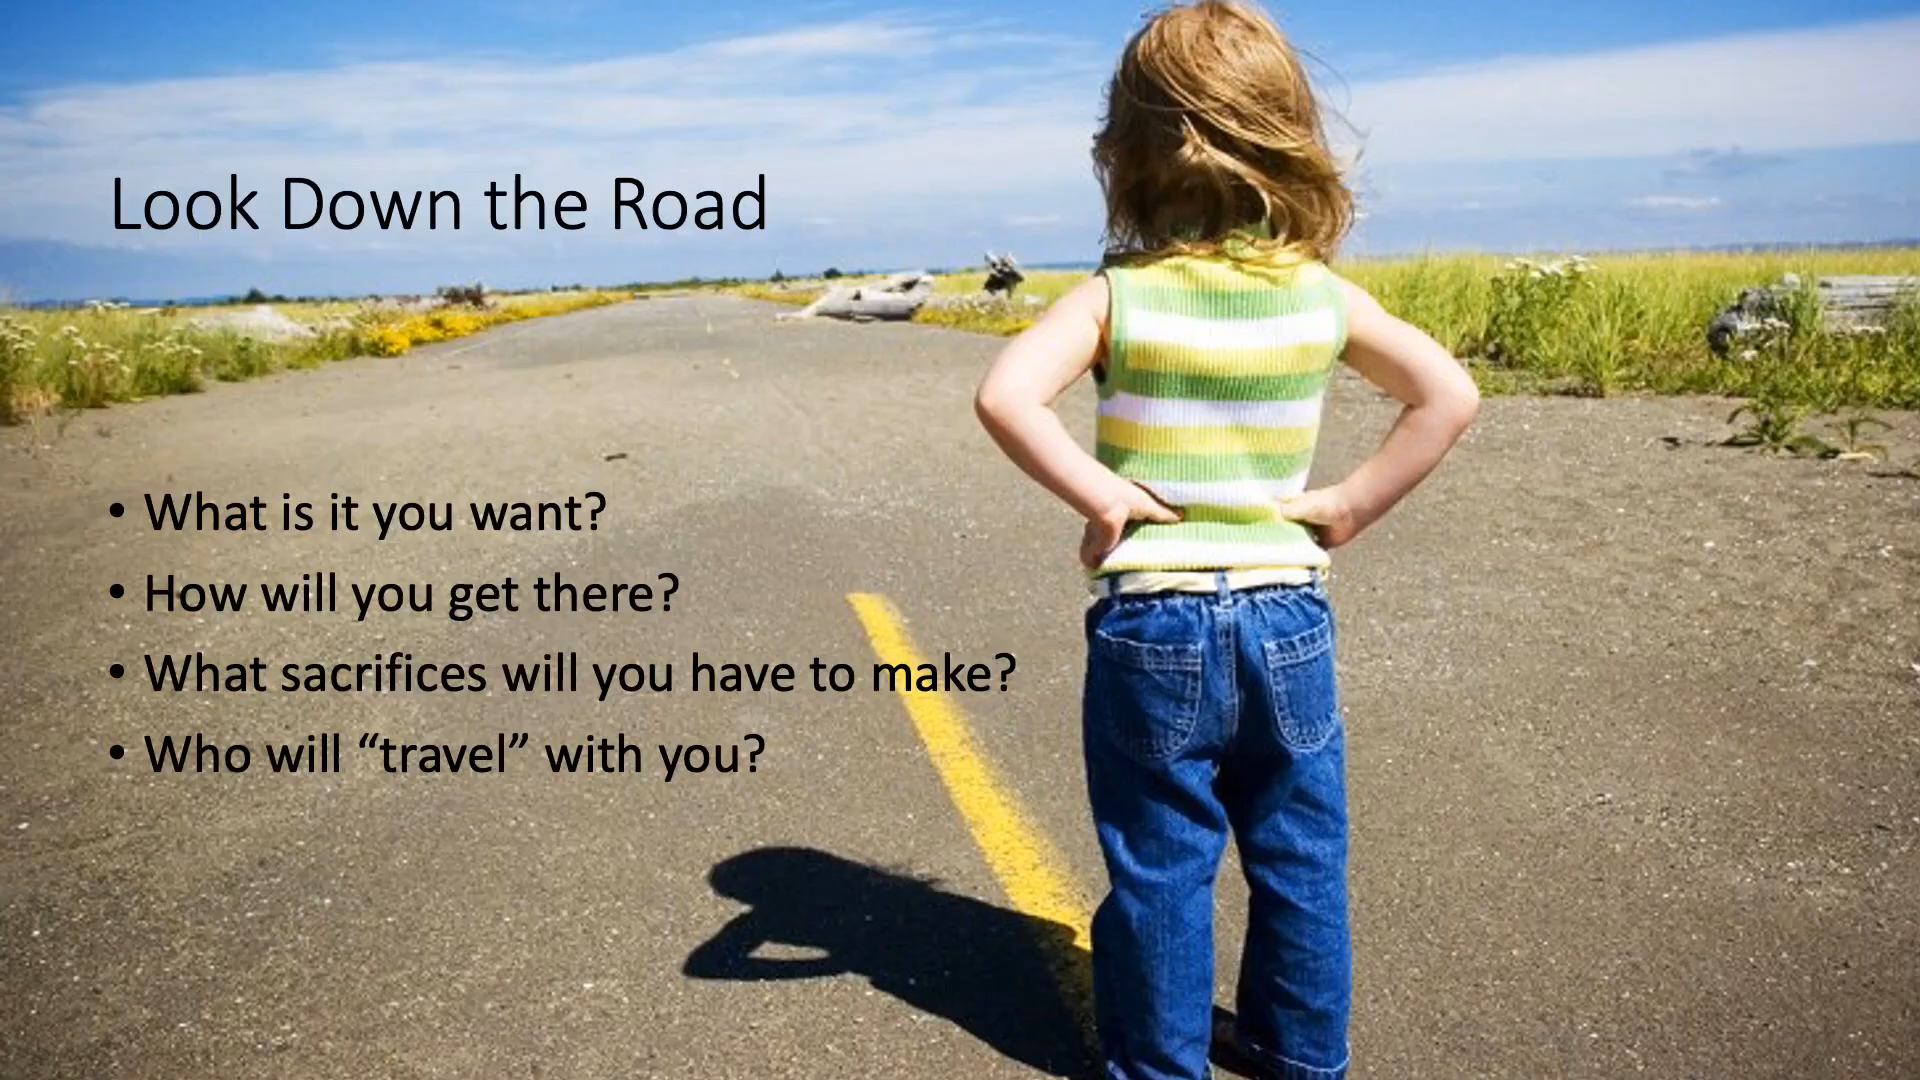 Look Down the Road
• What is it you want?
• How will you get there?
• What sacrifices will you have to make?
• Who will “travel” with you?